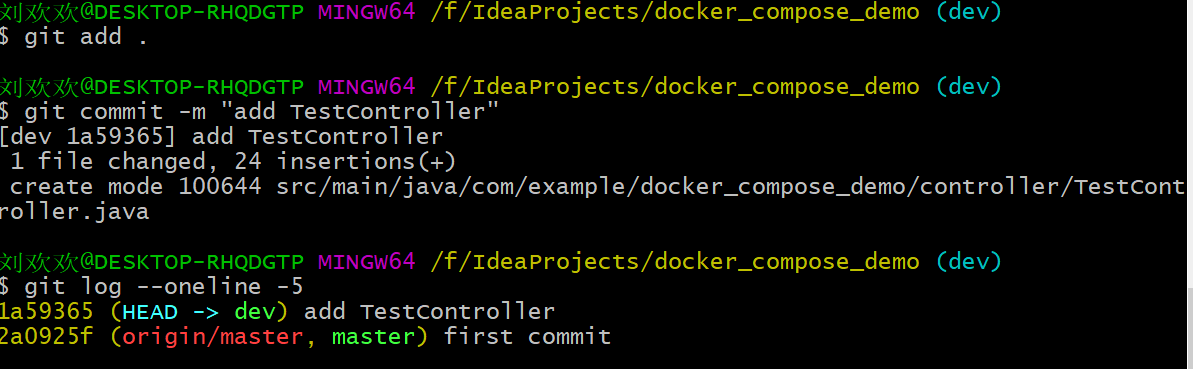 刘欢欢@DESKTOP-RHQDGTP MINGW64 /f/IdeaProjects/docker_compose_demo (dev)
$ git add .
刘欢欢@DESKTOP-RHQDGTP MINGW64 /f/IdeaProjects/docker_compose_demo (dev)
$ git commit -m "add TestController"
[dev 1a59365] add TestController
 1 file changed, 24 insertions(+)
 create mode 100644 src/main/java/com/example/docker_compose_demo/controller/TestCont
roller.java
刘欢欢@DESKTOP-RHQDGTP MINGW64 /f/IdeaProjects/docker_compose_demo (dev)
$ git log --oneline -5
1a59365 (HEAD -> dev) add TestController
2a0925f (origin/master, master) first commit